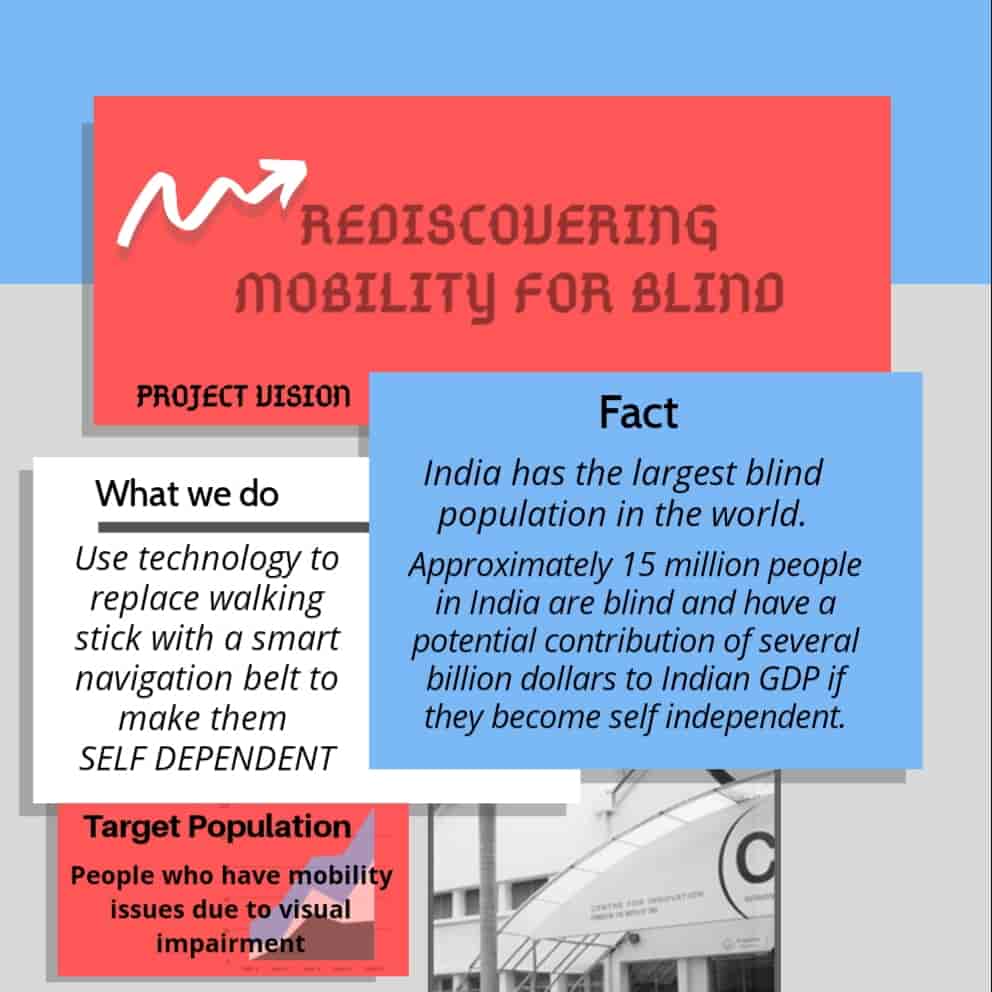 REDISCOVERING
MOBILITY FOR BLIND
PROJECT VISION
Fact
India has the largest blind
population in the world.
Approximately 15 million people
in India are blind and have a
potential contribution of several
billion dollars to Indian GDP if
they become self independent.
What we do
Use technology to
replace walking
stick with a smart
navigation belt to
make them
SELF DEPENDENT
Target Population
People who have mobility
issues due to visual
impairment
CENTRE FOR INNOVATION
C